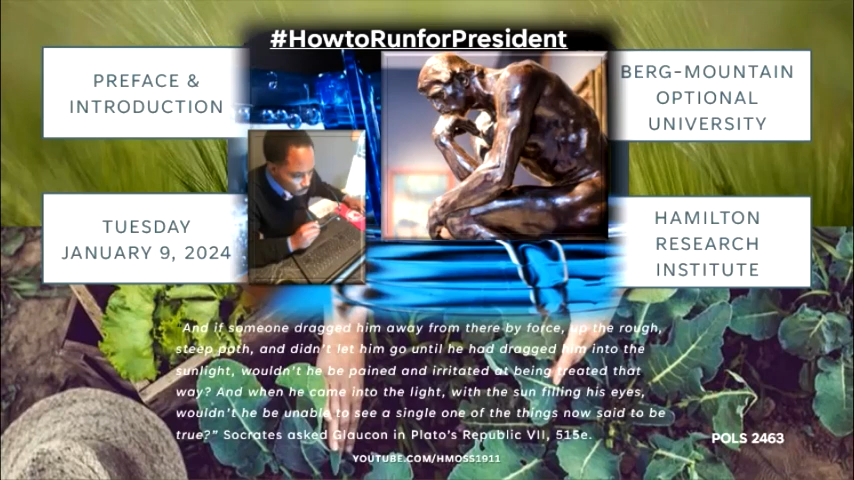 #HowtoRunforPresident
PREFACE &
INTRODUCTION
BERG-MOUNTAIN
OPTIONAL
UNIVERSITY
TUESDAY
JANUARY 9, 2024
HAMILTON
RESEARCH
INSTITUTE
"And if someone dragged him away from there by force, up the rough,
steep path, and didn't let him go until he had dragged him into the
sunlight, wouldn't he be pained and irritated at being treated that
way? And when he came into the light, with the sun filling his eyes,
wouldn't he be unable to see a single one of the things now said to be
true?" Socrates asked Glaucon in Plato's Republic VII, 515e.
POLS 2463
YOUTUBE.COM/HMOSS1911